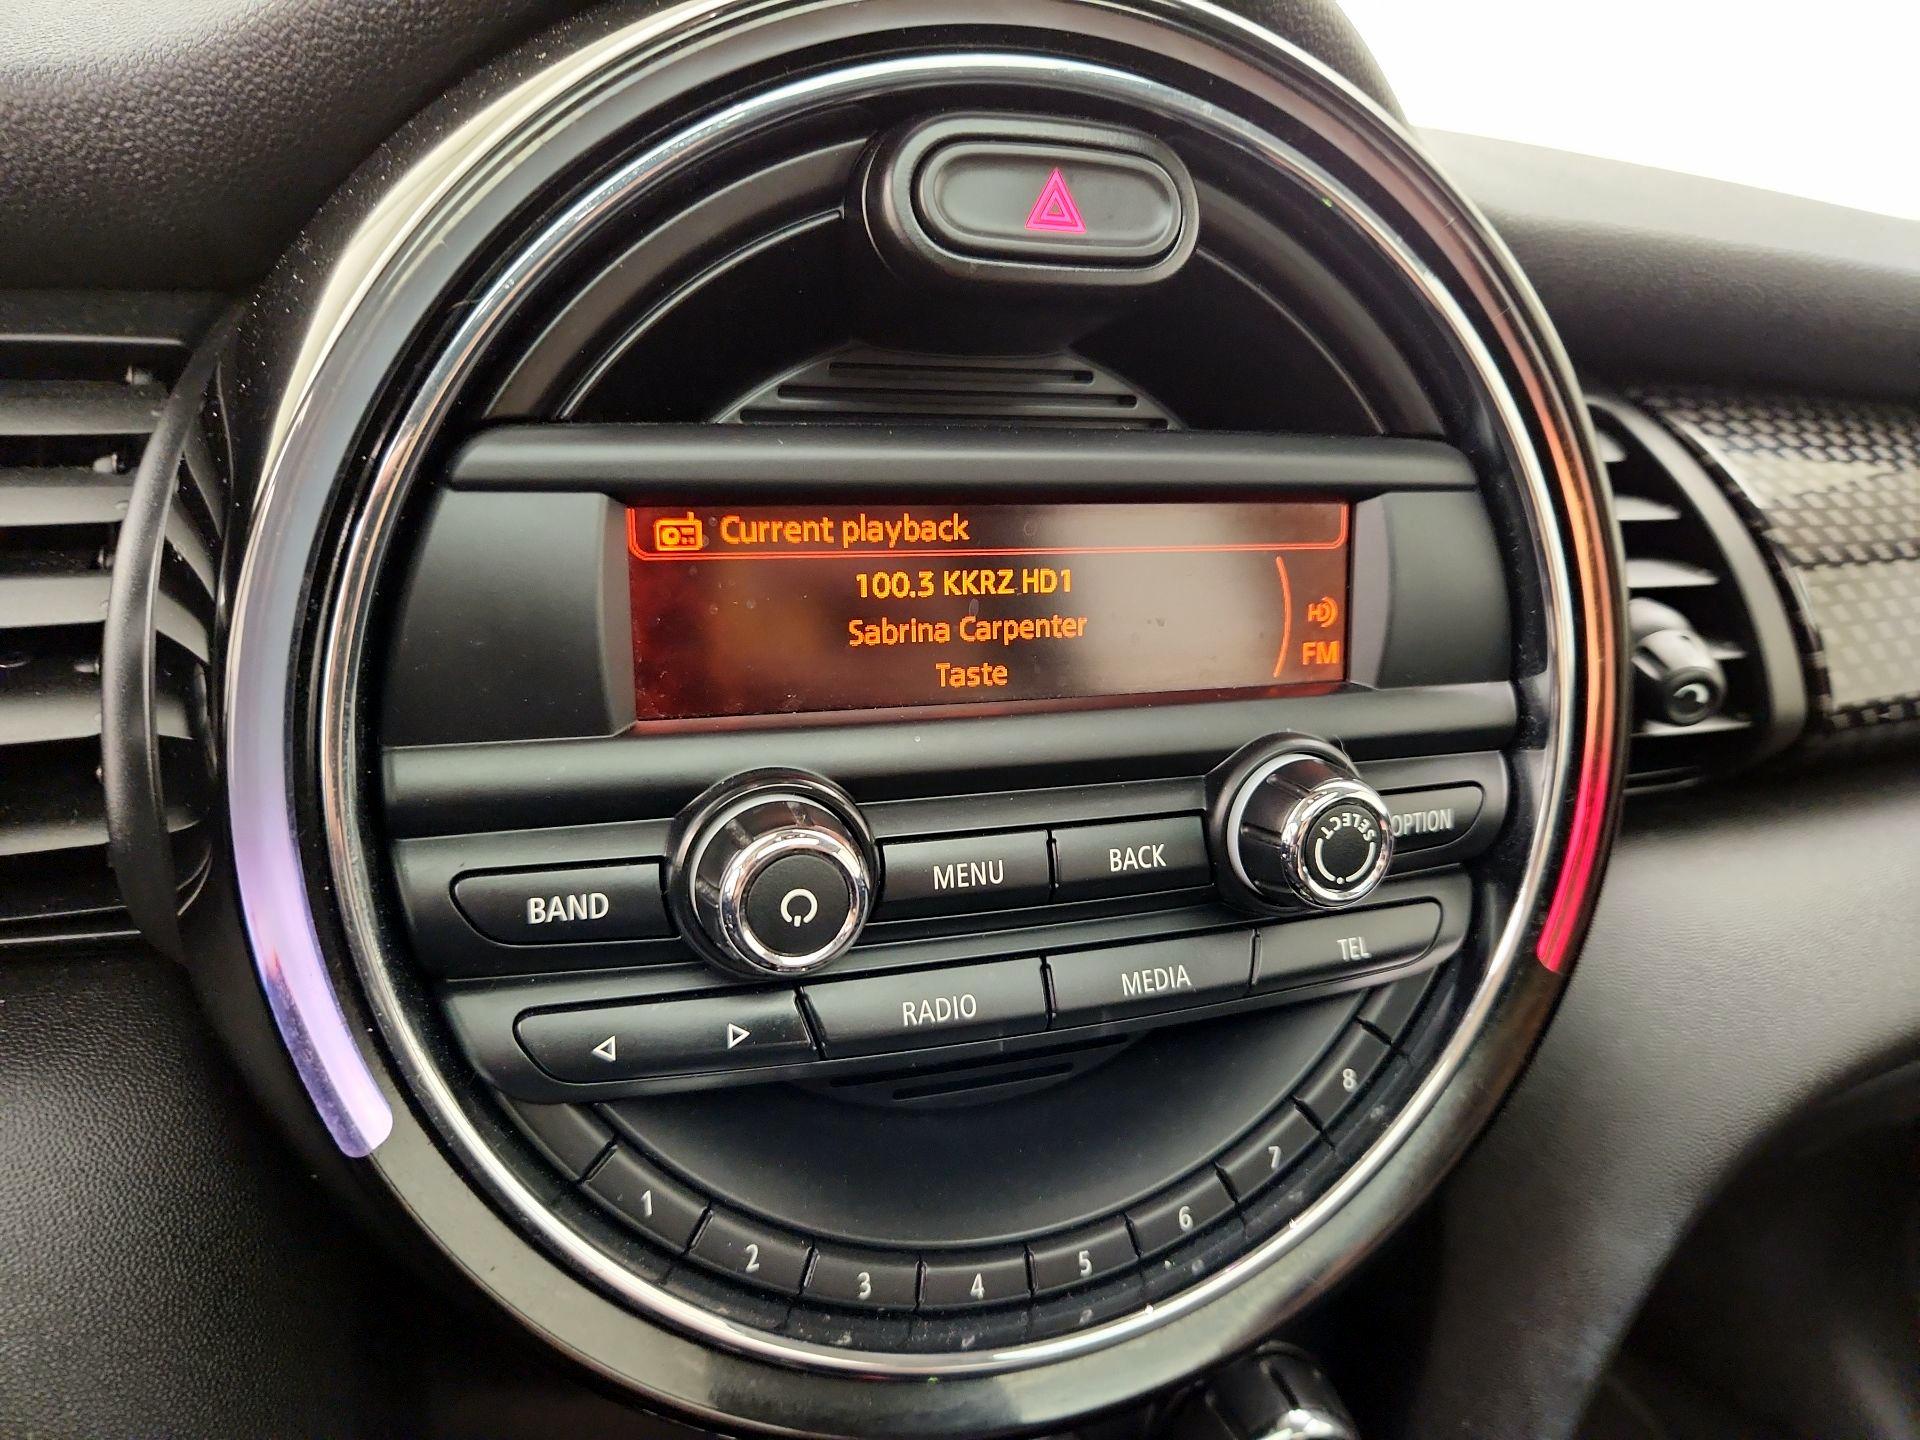 Current playback
100.3 KKRZ HD1
Sabrina Carpenter
Taste
HD
FM
BAND
MENU
BACK
SELECT
OPTION
RADIO
MEDIA
TEL
1
2
3
4
5
6
7
8